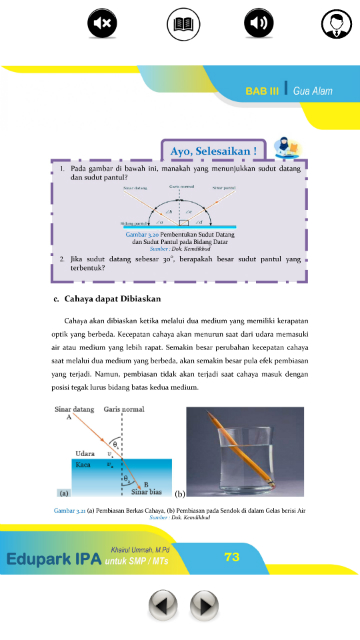 BAB III Gua Alam
Ayo, Selesaikan !
1. Pada gambar di bawah ini, manakah yang menunjukkan sudut datang
dan sudut pantul?
Sinar datang Garis normal Sinar pantul
Bidang pantul
Gambar 3.20 Pembentukan Sudut Datang
dan Sudut Pantul pada Bidang Datar
Sumber : Dok. Kemdikbud
2. Jika sudut datang sebesar 30°, berapakah besar sudut pantul yang
terbentuk?
c. Cahaya dapat Dibiaskan
Cahaya akan dibiaskan ketika melalui dua medium yang memiliki kerapatan
optik yang berbeda. Kecepatan cahaya akan menurun saat dari udara memasuki
air atau medium yang lebih rapat. Semakin besar perubahan kecepatan cahaya
saat melalui dua medium yang berbeda, akan semakin besar pula efek pembiasan
yang terjadi. Namun, pembiasan tidak akan terjadi saat cahaya masuk dengan
posisi tegak lurus bidang batas kedua medium.
Sinar datang Garis normal
A
Udara
Kaca
B
(a) Sinar bias (b)
Gambar 3.21 (a) Pembiasan Berkas Cahaya, (b) Pembiasan pada Sendok di dalam Gelas berisi Air
Sumber : Dok. Kemdikbud
Khairul Ummah, M.Pd
Edupark IPA untuk SMP / MTs 73